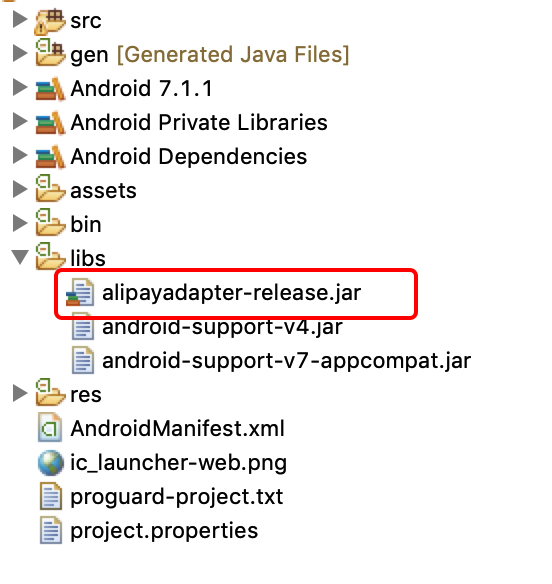 src
gen [Generated Java Files]
Android 7.1.1
Android Private Libraries
Android Dependencies
assets
bin
libs
alipayadapter-release.jar
android-support-v4.jar
android-support-v7-appcompat.jar
res
AndroidManifest.xml
ic_launcher-web.png
proguard-project.txt
project.properties